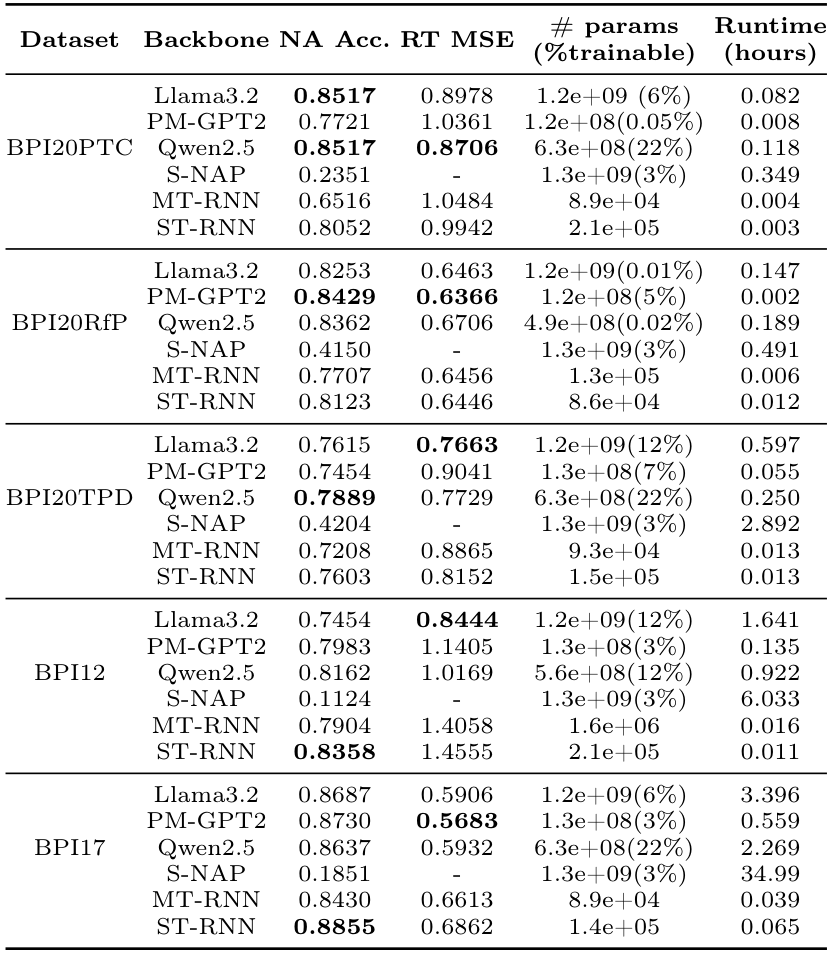 Dataset Backbone NA Acc. RT MSE # params (%trainable) Runtime (hours)
Llama3.2 0.8517 0.8978 1.2e+09 (6%) 0.082
PM-GPT2 0.7721 1.0361 1.2e+08(0.05%) 0.008
BPI20PTC Qwen2.5 0.8517 0.8706 6.3e+08(22%) 0.118
S-NAP 0.2351 - 1.3e+09(3%) 0.349
MT-RNN 0.6516 1.0484 8.9e+04 0.004
ST-RNN 0.8052 0.9942 2.1e+05 0.003
Llama3.2 0.8253 0.6463 1.2e+09(0.01%) 0.147
PM-GPT2 0.8429 0.6366 1.2e+08(5%) 0.002
BPI20RfP Qwen2.5 0.8362 0.6706 4.9e+08(0.02%) 0.189
S-NAP 0.4150 - 1.3e+09(3%) 0.491
MT-RNN 0.7707 0.6456 1.3e+05 0.006
ST-RNN 0.8123 0.6446 8.6e+04 0.012
Llama3.2 0.7615 0.7663 1.2e+09(12%) 0.597
PM-GPT2 0.7454 0.9041 1.3e+08(7%) 0.055
BPI20TPD Qwen2.5 0.7889 0.7729 6.3e+08(22%) 0.250
S-NAP 0.4204 - 1.3e+09(3%) 2.892
MT-RNN 0.7208 0.8865 9.3e+04 0.013
ST-RNN 0.7603 0.8152 1.5e+05 0.013
Llama3.2 0.7454 0.8444 1.2e+09(12%) 1.641
PM-GPT2 0.7983 1.1405 1.3e+08(3%) 0.135
BPI12 Qwen2.5 0.8162 1.0169 5.6e+08(12%) 0.922
S-NAP 0.1124 - 1.3e+09(3%) 6.033
MT-RNN 0.7904 1.4058 1.6e+06 0.016
ST-RNN 0.8358 1.4555 2.1e+05 0.011
Llama3.2 0.8687 0.5906 1.2e+09(6%) 3.396
PM-GPT2 0.8730 0.5683 1.3e+08(3%) 0.559
BPI17 Qwen2.5 0.8637 0.5932 6.3e+08(22%) 2.269
S-NAP 0.1851 - 1.3e+09(3%) 34.99
MT-RNN 0.8430 0.6613 8.9e+04 0.039
ST-RNN 0.8855 0.6862 1.4e+05 0.065